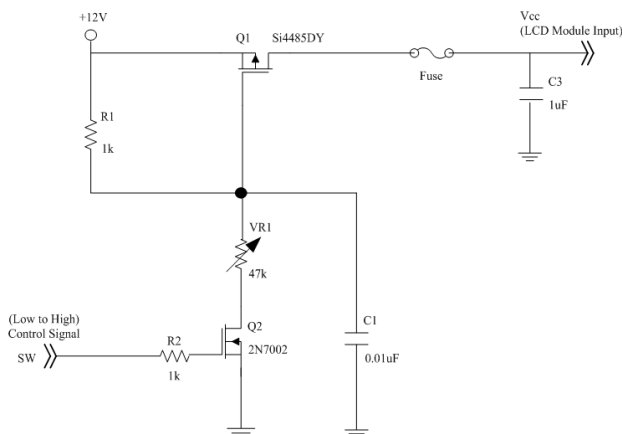 +12V
Q1
Si4485DY
Vcc
(LCD Module Input)
Fuse
C3
1uF
R1
1k
VR1
47k
(Low to High)
Control Signal
SW
R2
1k
Q2
2N7002
C1
0.01uF